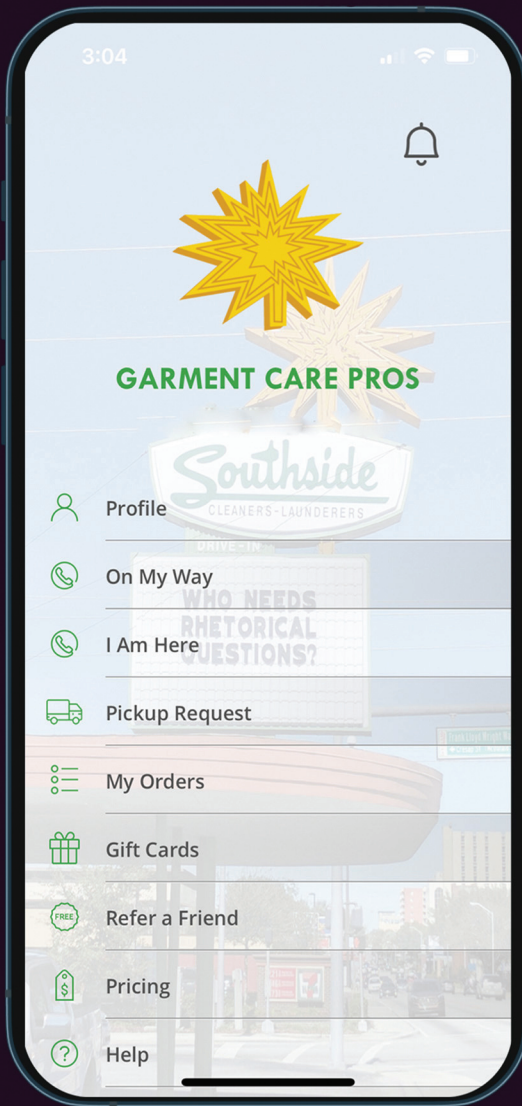 3:04
GARMENT CARE PROS
Southside
CLEANERS-LAUNDERERS
DRIVE-IN
Profile
On My Way
WHO NEEDS
RHETORICAL
QUESTIONS?
I Am Here
Pickup Request
My Orders
Gift Cards
FREE
Refer a Friend
$
Pricing
?
Help